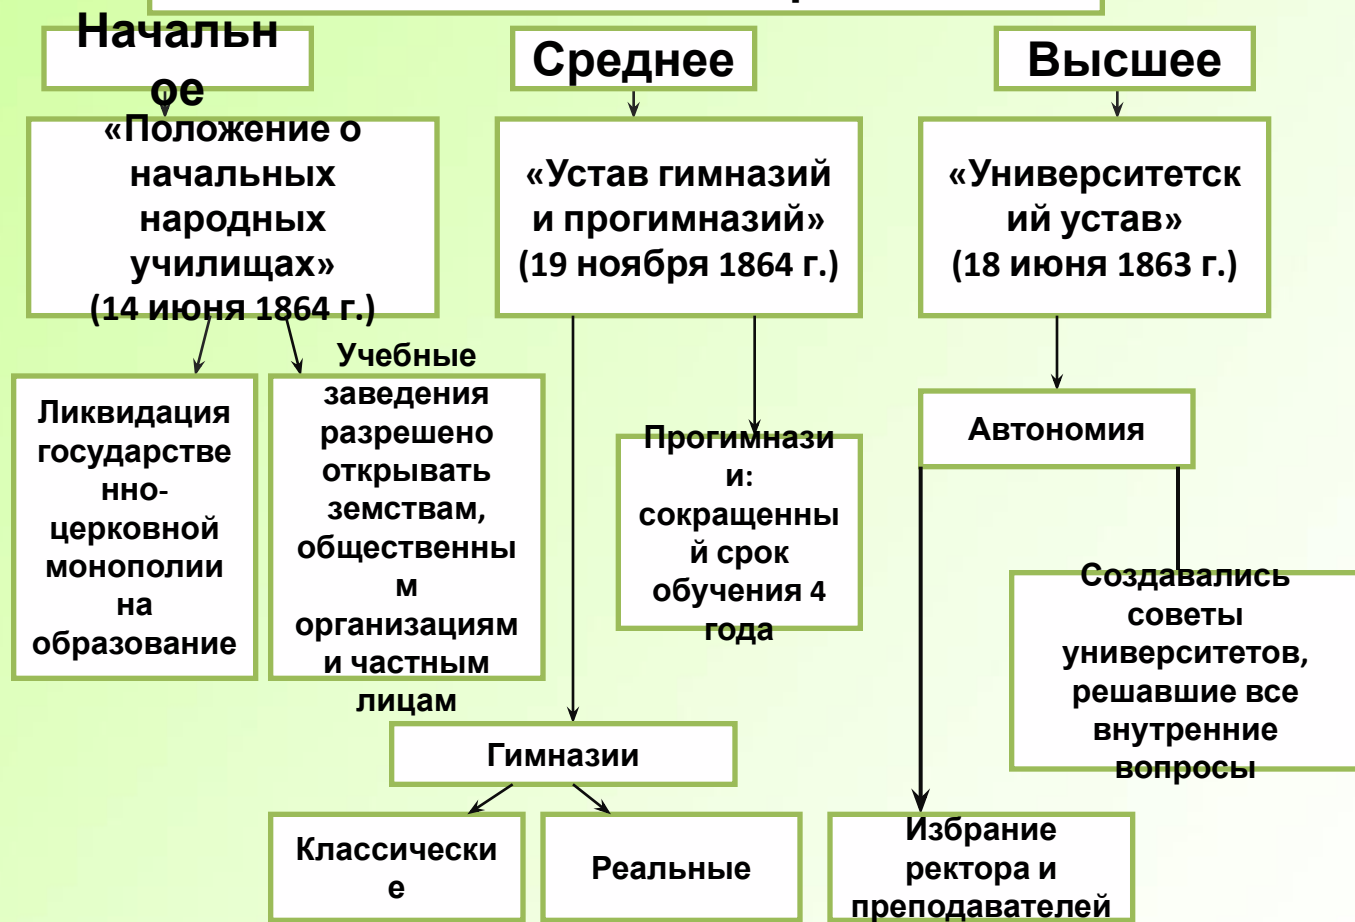 Начальн
ое
Среднее
Высшее
«Положение о
начальных
народных
училищах»
(14 июня 1864 г.)
«Устав гимназий
и прогимназий»
(19 ноября 1864 г.)
«Университетск
ий устав»
(18 июня 1863 г.)
Ликвидация
государстве
нно-
церковной
монополии
на
образование
Учебные
заведения
разрешено
открывать
земствам,
общественны
м
организациям
и частным
лицам
Прогимнази
и:
сокращенны
й срок
обучения 4
года
Автономия
Создавались
советы
университетов,
решавшие все
внутренние
вопросы
Гимназии
Классически
е
Реальные
Избрание
ректора и
преподавателей